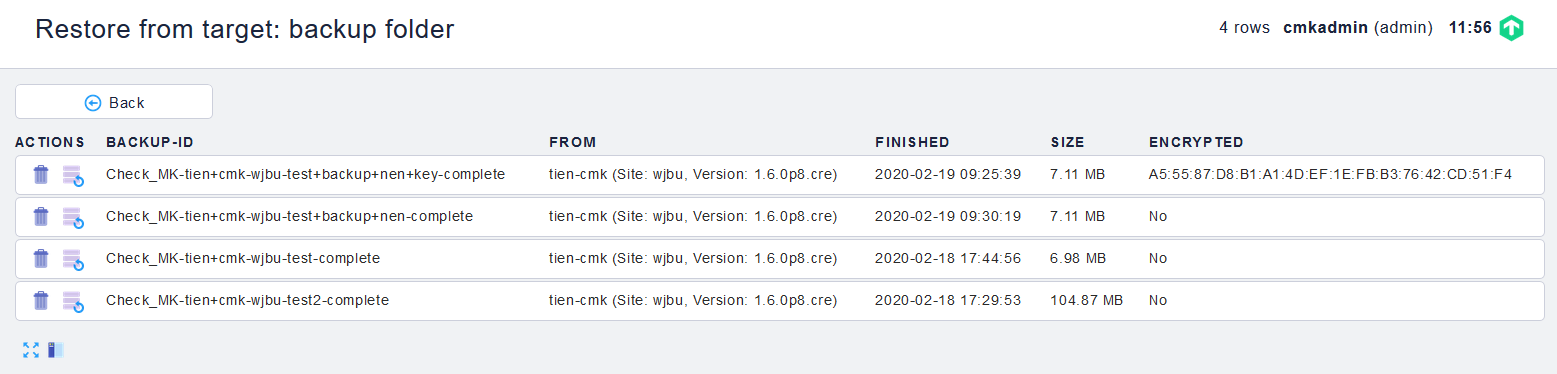 Restore from target: backup folder
4 rows cmkadmin (admin) 11:56
Back
ACTIONS BACKUP-ID FROM FINISHED SIZE ENCRYPTED
Check_MK-tien+cmk-wjbu-test+backup+nen+key-complete tien-cmk (Site: wjbu, Version: 1.6.0p8.cre) 2020-02-19 09:25:39 7.11 MB A5:55:87:D8:B1:A1:4D:EF:1E:FB:B3:76:42:CD:51:F4
Check_MK-tien+cmk-wjbu-test+backup+nen-complete tien-cmk (Site: wjbu, Version: 1.6.0p8.cre) 2020-02-19 09:30:19 7.11 MB No
Check_MK-tien+cmk-wjbu-test-complete tien-cmk (Site: wjbu, Version: 1.6.0p8.cre) 2020-02-18 17:44:56 6.98 MB No
Check_MK-tien+cmk-wjbu-test2-complete tien-cmk (Site: wjbu, Version: 1.6.0p8.cre) 2020-02-18 17:29:53 104.87 MB No